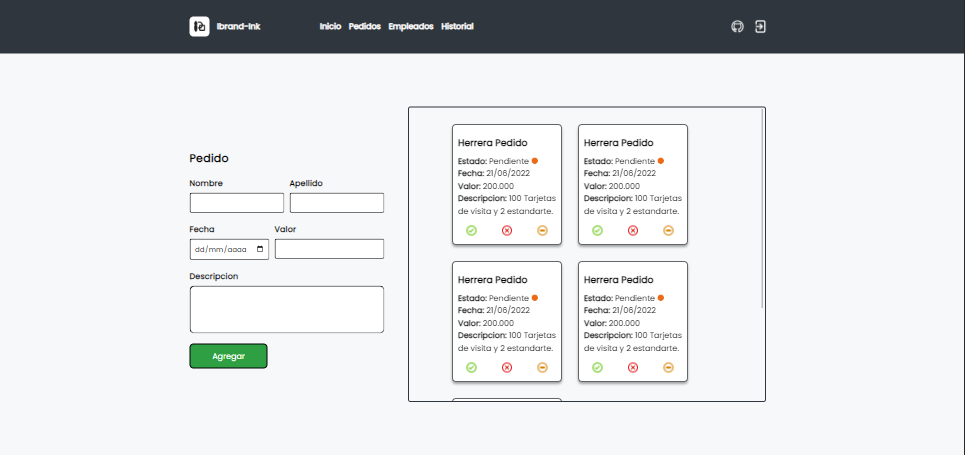 Ibrand-Ink
Inicio Pedidos Empleados Historial
Pedido
Nombre Apellido
Fecha Valor
dd/mm/aaaa
Descripcion
Agregar
Herrera Pedido
Estado: Pendiente
Fecha: 21/06/2022
Valor: 200.000
Descripcion: 100 Tarjetas
de visita y 2 estandarte.
Herrera Pedido
Estado: Pendiente
Fecha: 21/06/2022
Valor: 200.000
Descripcion: 100 Tarjetas
de visita y 2 estandarte.
Herrera Pedido
Estado: Pendiente
Fecha: 21/06/2022
Valor: 200.000
Descripcion: 100 Tarjetas
de visita y 2 estandarte.
Herrera Pedido
Estado: Pendiente
Fecha: 21/06/2022
Valor: 200.000
Descripcion: 100 Tarjetas
de visita y 2 estandarte.